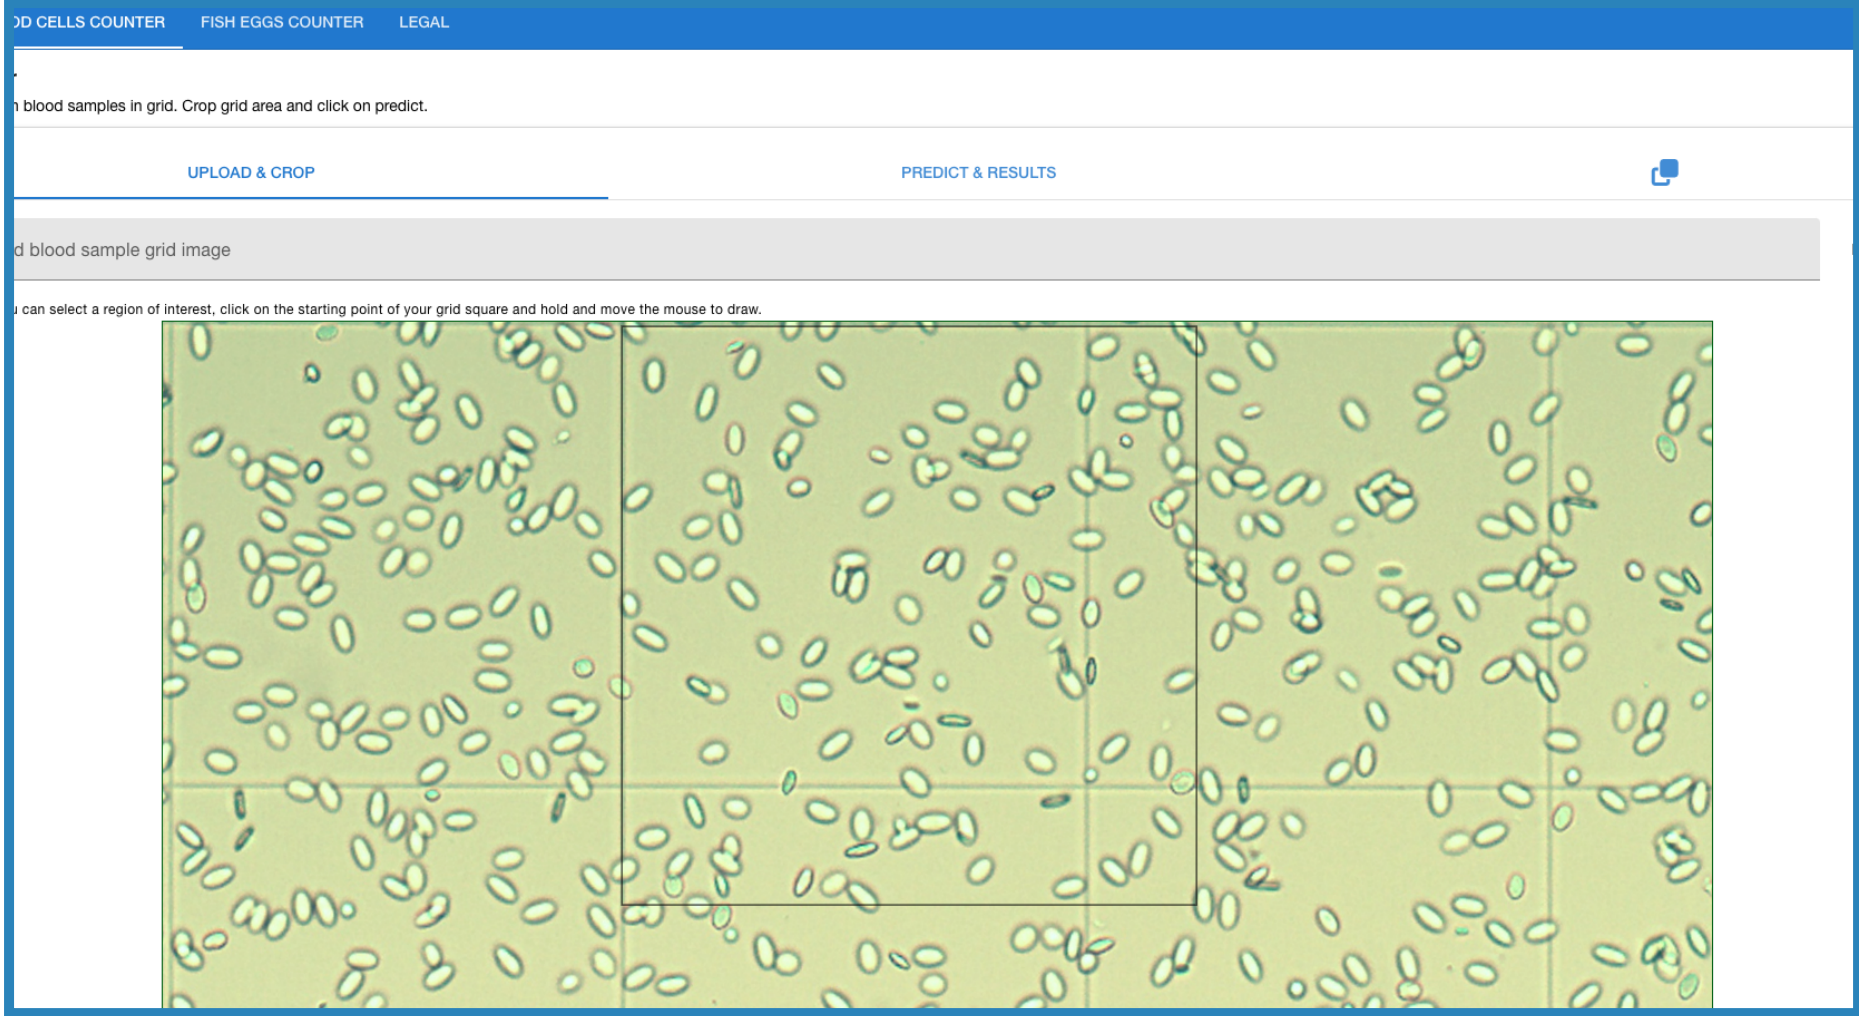 OD CELLS COUNTER FISH EGGS COUNTER LEGAL
n blood samples in grid. Crop grid area and click on predict.
UPLOAD & CROP PREDICT & RESULTS
d blood sample grid image
u can select a region of interest, click on the starting point of your grid square and hold and move the mouse to draw.